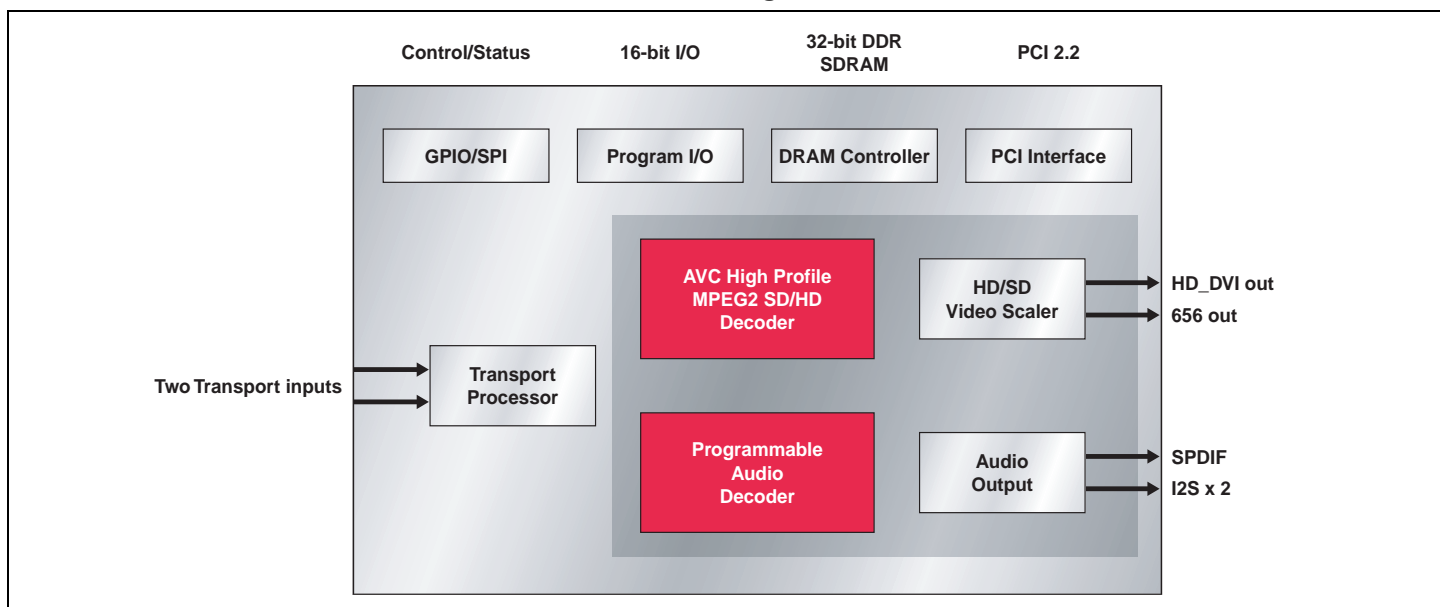 Control/Status
16-bit I/O
32-bit DDR
SDRAM
PCI 2.2
GPIO/SPI
Program I/O
DRAM Controller
PCI Interface
AVC High Profile
MPEG2 SD/HD
Decoder
HD/SD
Video Scaler
HD_DVI out
656 out
Two Transport inputs
Transport
Processor
Programmable
Audio
Decoder
Audio
Output
SPDIF
I2S x 2